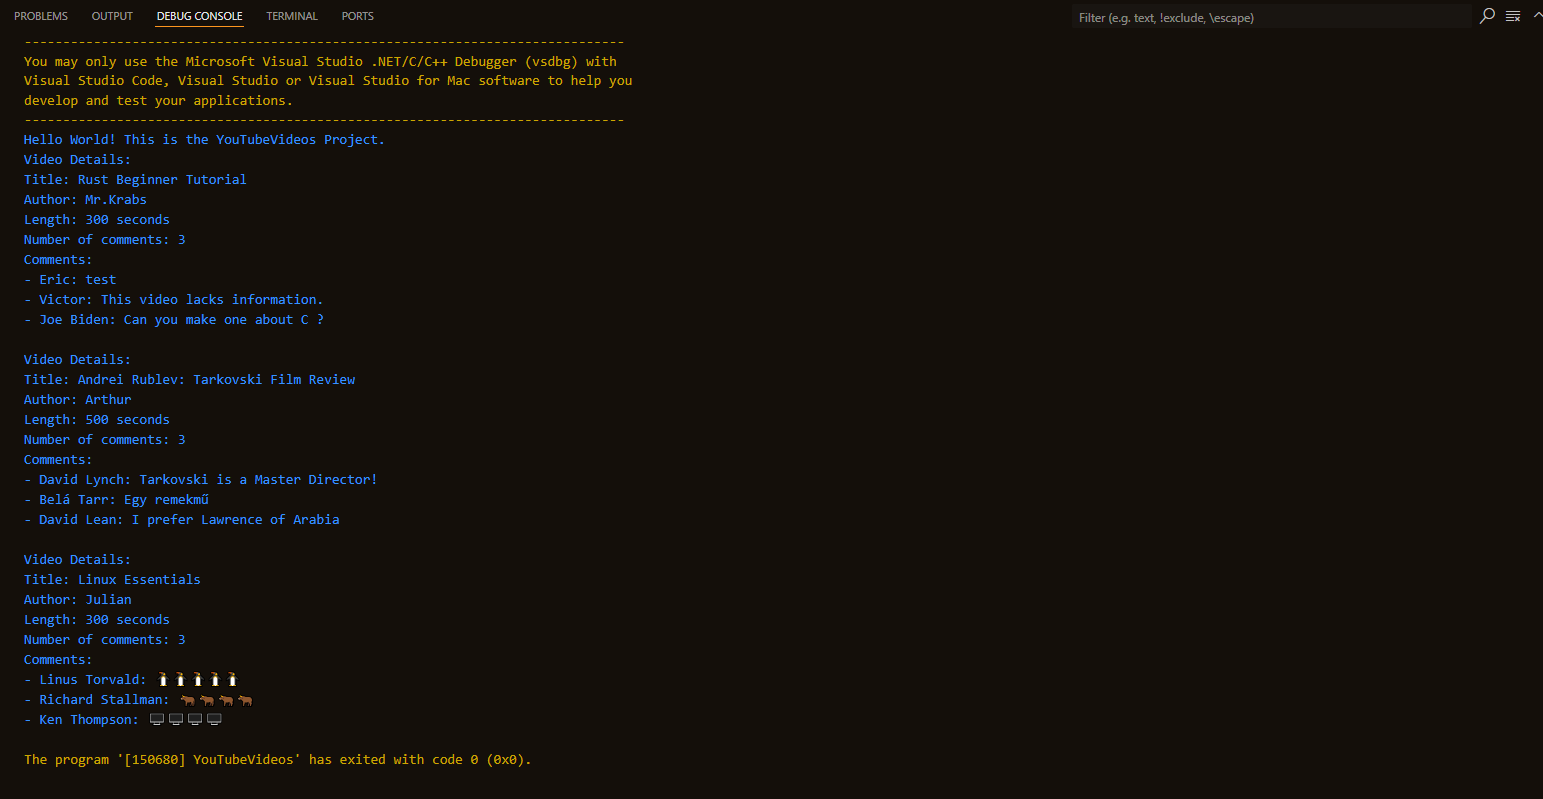 PROBLEMS OUTPUT DEBUG CONSOLE TERMINAL PORTS Filter (e.g. text, !exclude, \escape)
------------------------------------------------------------------------------
You may only use the Microsoft Visual Studio .NET/C/C++ Debugger (vsdbg) with
Visual Studio Code, Visual Studio or Visual Studio for Mac software to help you
develop and test your applications.
------------------------------------------------------------------------------
Hello World! This is the YouTubeVideos Project.
Video Details:
Title: Rust Beginner Tutorial
Author: Mr.Krabs
Length: 300 seconds
Number of comments: 3
Comments:
- Eric: test
- Victor: This video lacks information.
- Joe Biden: Can you make one about C ?

Video Details:
Title: Andrei Rublev: Tarkovski Film Review
Author: Arthur
Length: 500 seconds
Number of comments: 3
Comments:
- David Lynch: Tarkovski is a Master Director!
- Belá Tarr: Egy remekmű
- David Lean: I prefer Lawrence of Arabia

Video Details:
Title: Linux Essentials
Author: Julian
Length: 300 seconds
Number of comments: 3
Comments:
- Linus Torvald: 🐧🐧🐧🐧🐧
- Richard Stallman: 🐂🐂🐂🐂
- Ken Thompson: 🖥️🖥️🖥️🖥️

The program '[150680] YouTubeVideos' has exited with code 0 (0x0).